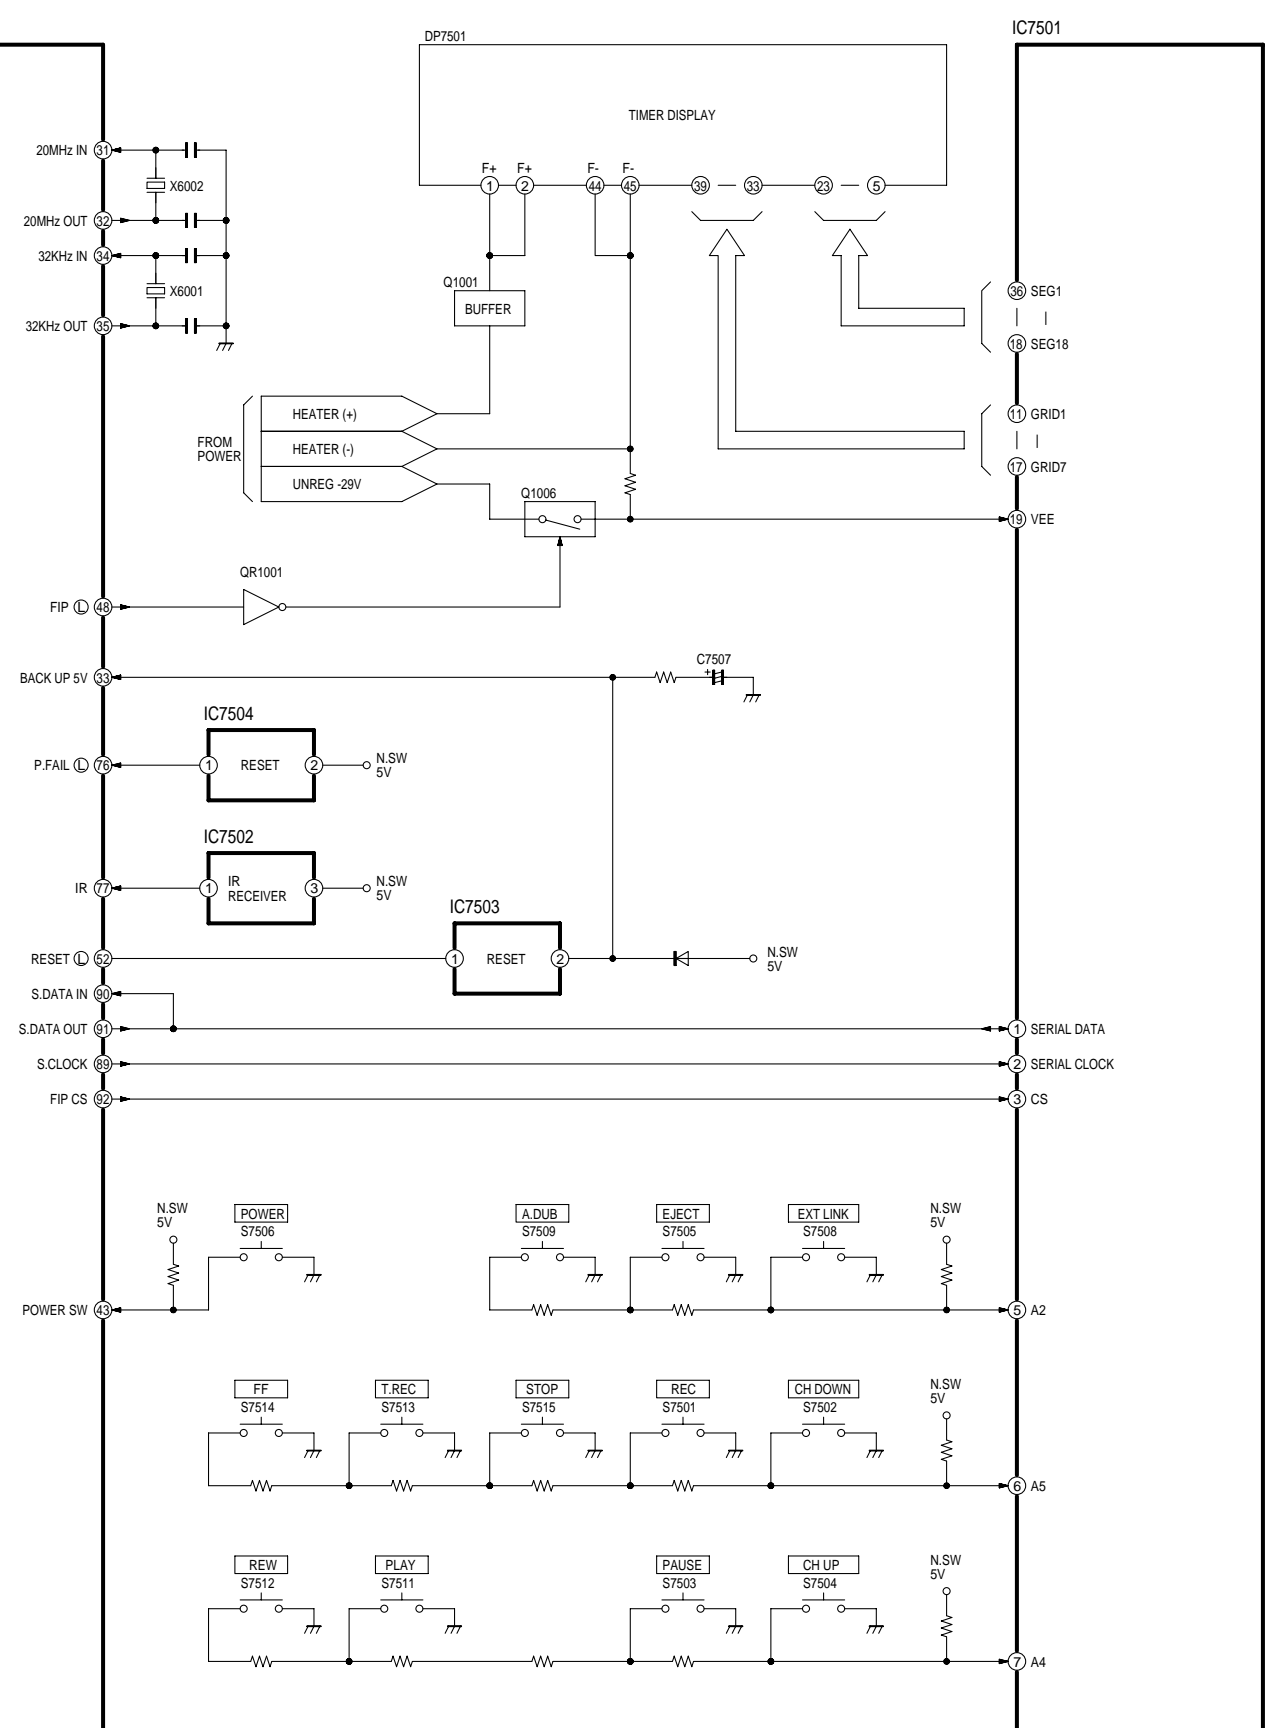 IC7501
DP7501
TIMER DISPLAY
20MHz IN 31
X6002
20MHz OUT 32
32KHz IN 34
X6001
32KHz OUT 35
F+ F+ F- F-
1 2 44 45 39 33 23 5
Q1001
BUFFER
36 SEG1
18 SEG18
11 GRID1
17 GRID7
FROM
POWER
HEATER (+)
HEATER (-)
UNREG -29V
Q1006
19 VEE
QR1001
FIP L 48
C7507
+
BACK UP 5V 33
IC7504
P.FAIL L 76
1 RESET 2
N.SW
5V
IC7502
IR 77
1 IR
RECEIVER 3
N.SW
5V
IC7503
RESET L 52
1 RESET 2
N.SW
5V
S.DATA IN 90
S.DATA OUT 91
1 SERIAL DATA
S.CLOCK 89
2 SERIAL CLOCK
FIP CS 92
3 CS
N.SW
5V
POWER
S7506
A.DUB
S7509
EJECT
S7505
EXT LINK
S7508
N.SW
5V
POWER SW 43
5 A2
FF
S7514
T.REC
S7513
STOP
S7515
REC
S7501
CH DOWN
S7502
N.SW
5V
6 A5
REW
S7512
PLAY
S7511
PAUSE
S7503
CH UP
S7504
N.SW
5V
7 A4